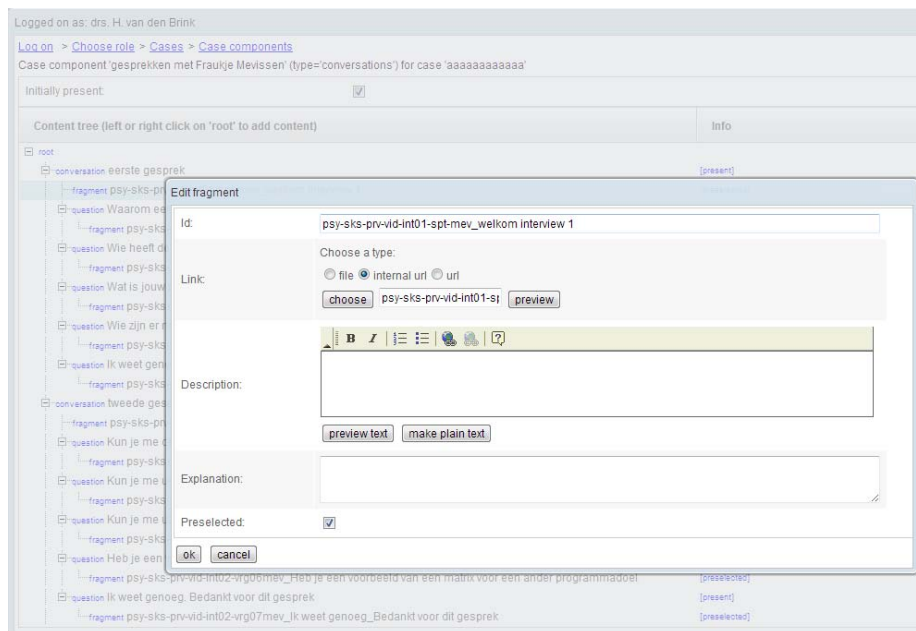 Logged on as: drs. H. van den Brink
Log on > Choose role > Cases > Case components
Case component 'gesprekken met Fraukje Mevissen' (type='conversations') for case 'aaaaaaaaaaaa'
Initially present:
Content tree (left or right click on 'root' to add content) Info
root
conversation eerste gesprek [present]
fragment psy-sks-pr
Edit fragment
Id: psy-sks-prv-vid-int01-spt-mev_welkom interview 1
Link: Choose a type:
file internal url url
choose psy-sks-prv-vid-int01-sp preview
Description: B I
preview text make plain text
Explanation:
Preselected:
ok cancel
question Waarom ee
fragment psy-sks
question Wie heeft di
fragment psy-sks
question Wat is jouw
fragment psy-sks
question Wie zijn er
fragment psy-sks
question Ik weet gen
fragment psy-sks
conversation tweede ges
fragment psy-sks-pr
question Kun je me
fragment psy-sks
question Kun je me
fragment psy-sks
question Kun je me
fragment psy-sks
question Heb je een
fragment psy-sks-prv-vid-int02-vrg06mev_Heb je een voorbeeld van een matrix voor een ander programmadoel [preselected]
question Ik weet genoeg. Bedankt voor dit gesprek [present]
fragment psy-sks-prv-vid-int02-vrg07mev_Ik weet genoeg_Bedankt voor dit gesprek [preselected]